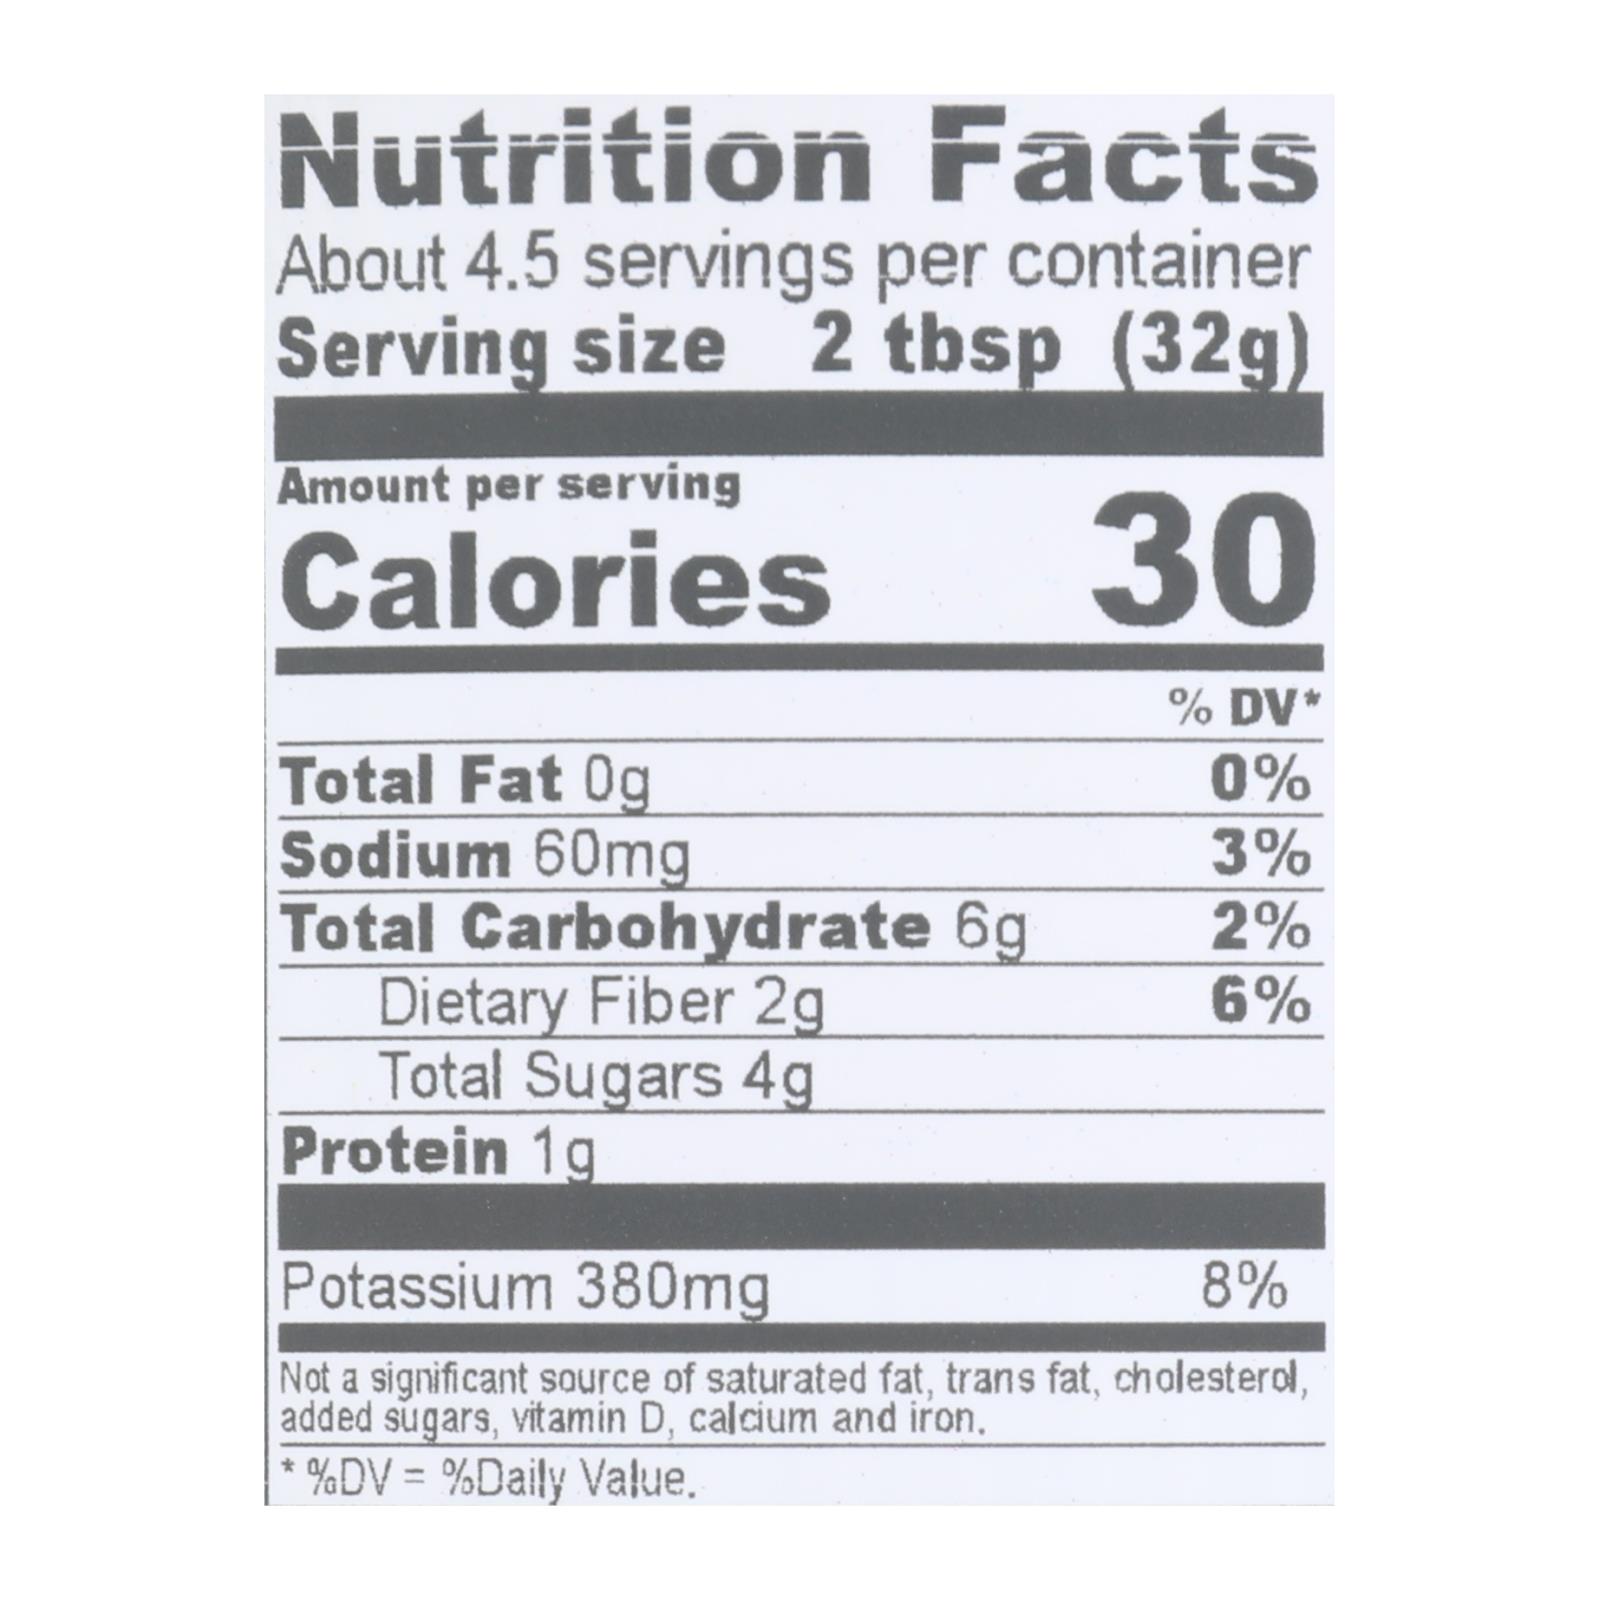 Nutrition Facts
About 4.5 servings per container
Serving size 2 tbsp (32g)
Amount per serving
Calories 30
% DV*
Total Fat 0g 0%
Sodium 60mg 3%
Total Carbohydrate 6g 2%
Dietary Fiber 2g 6%
Total Sugars 4g
Protein 1g
Potassium 380mg 8%
Not a significant source of saturated fat, trans fat, cholesterol,
added sugars, vitamin D, calcium and iron.
* %DV = %Daily Value.